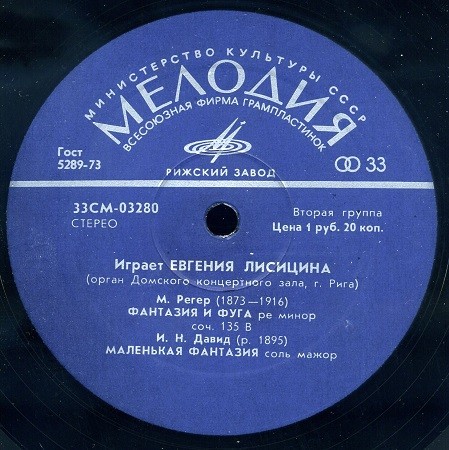 МИНИСТЕРСТВО КУЛЬТУРЫ СССР
МЕЛОДИЯ
ВСЕСОЮЗНАЯ ФИРМА ГРАМПЛАСТИНОК
Гост
5289-73
РИЖСКИЙ ЗАВОД
33
33СМ-03280
СТЕРЕО
Вторая группа
Цена 1 руб. 20 коп.
Играет ЕВГЕНИЯ ЛИСИЦИНА
(орган Домского концертного зала, г. Рига)
М. Регер (1873—1916)
ФАНТАЗИЯ И ФУГА ре минор
соч. 135 В
И. Н. Давид (р. 1895)
МАЛЕНЬКАЯ ФАНТАЗИЯ соль мажор